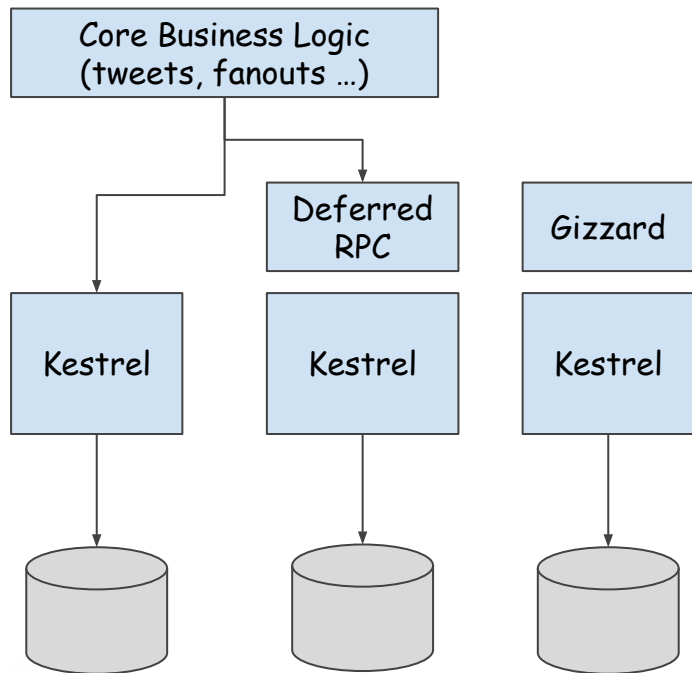 Core Business Logic
(tweets, fanouts …)
Deferred
RPC
Gizzard
Kestrel
Kestrel
Kestrel